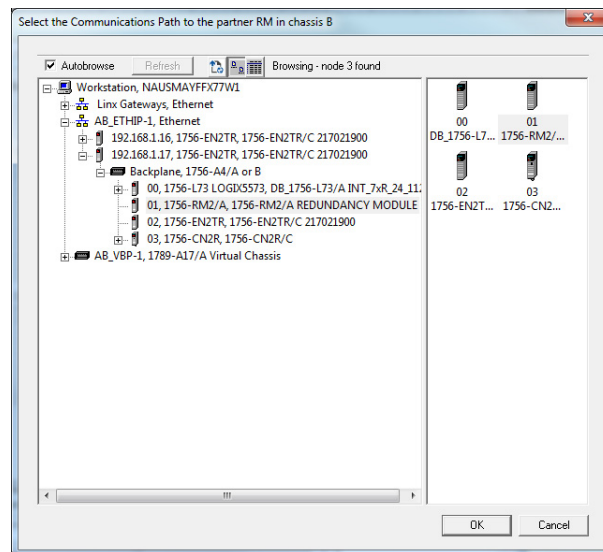 Select the Communications Path to the partner RM in chassis B
Autobrowse Refresh Browsing - node 3 found
Workstation, NAUSMAYFFX77W1
Linx Gateways, Ethernet
AB_ETHIP-1, Ethernet
192.168.1.16, 1756-EN2TR, 1756-EN2TR/C 217021900
192.168.1.17, 1756-EN2TR, 1756-EN2TR/C 217021900
Backplane, 1756-A4/A or B
00, 1756-L73 LOGIX5573, DB_1756-L73/A INT_7xR_24_112
01, 1756-RM2/A, 1756-RM2/A REDUNDANCY MODULE
02, 1756-EN2TR, 1756-EN2TR/C 217021900
03, 1756-CN2R, 1756-CN2R/C
AB_VBP-1, 1789-A17/A Virtual Chassis
00
DB_1756-L7...
01
1756-RM2/...
02
1756-EN2T...
03
1756-CN2...
OK Cancel